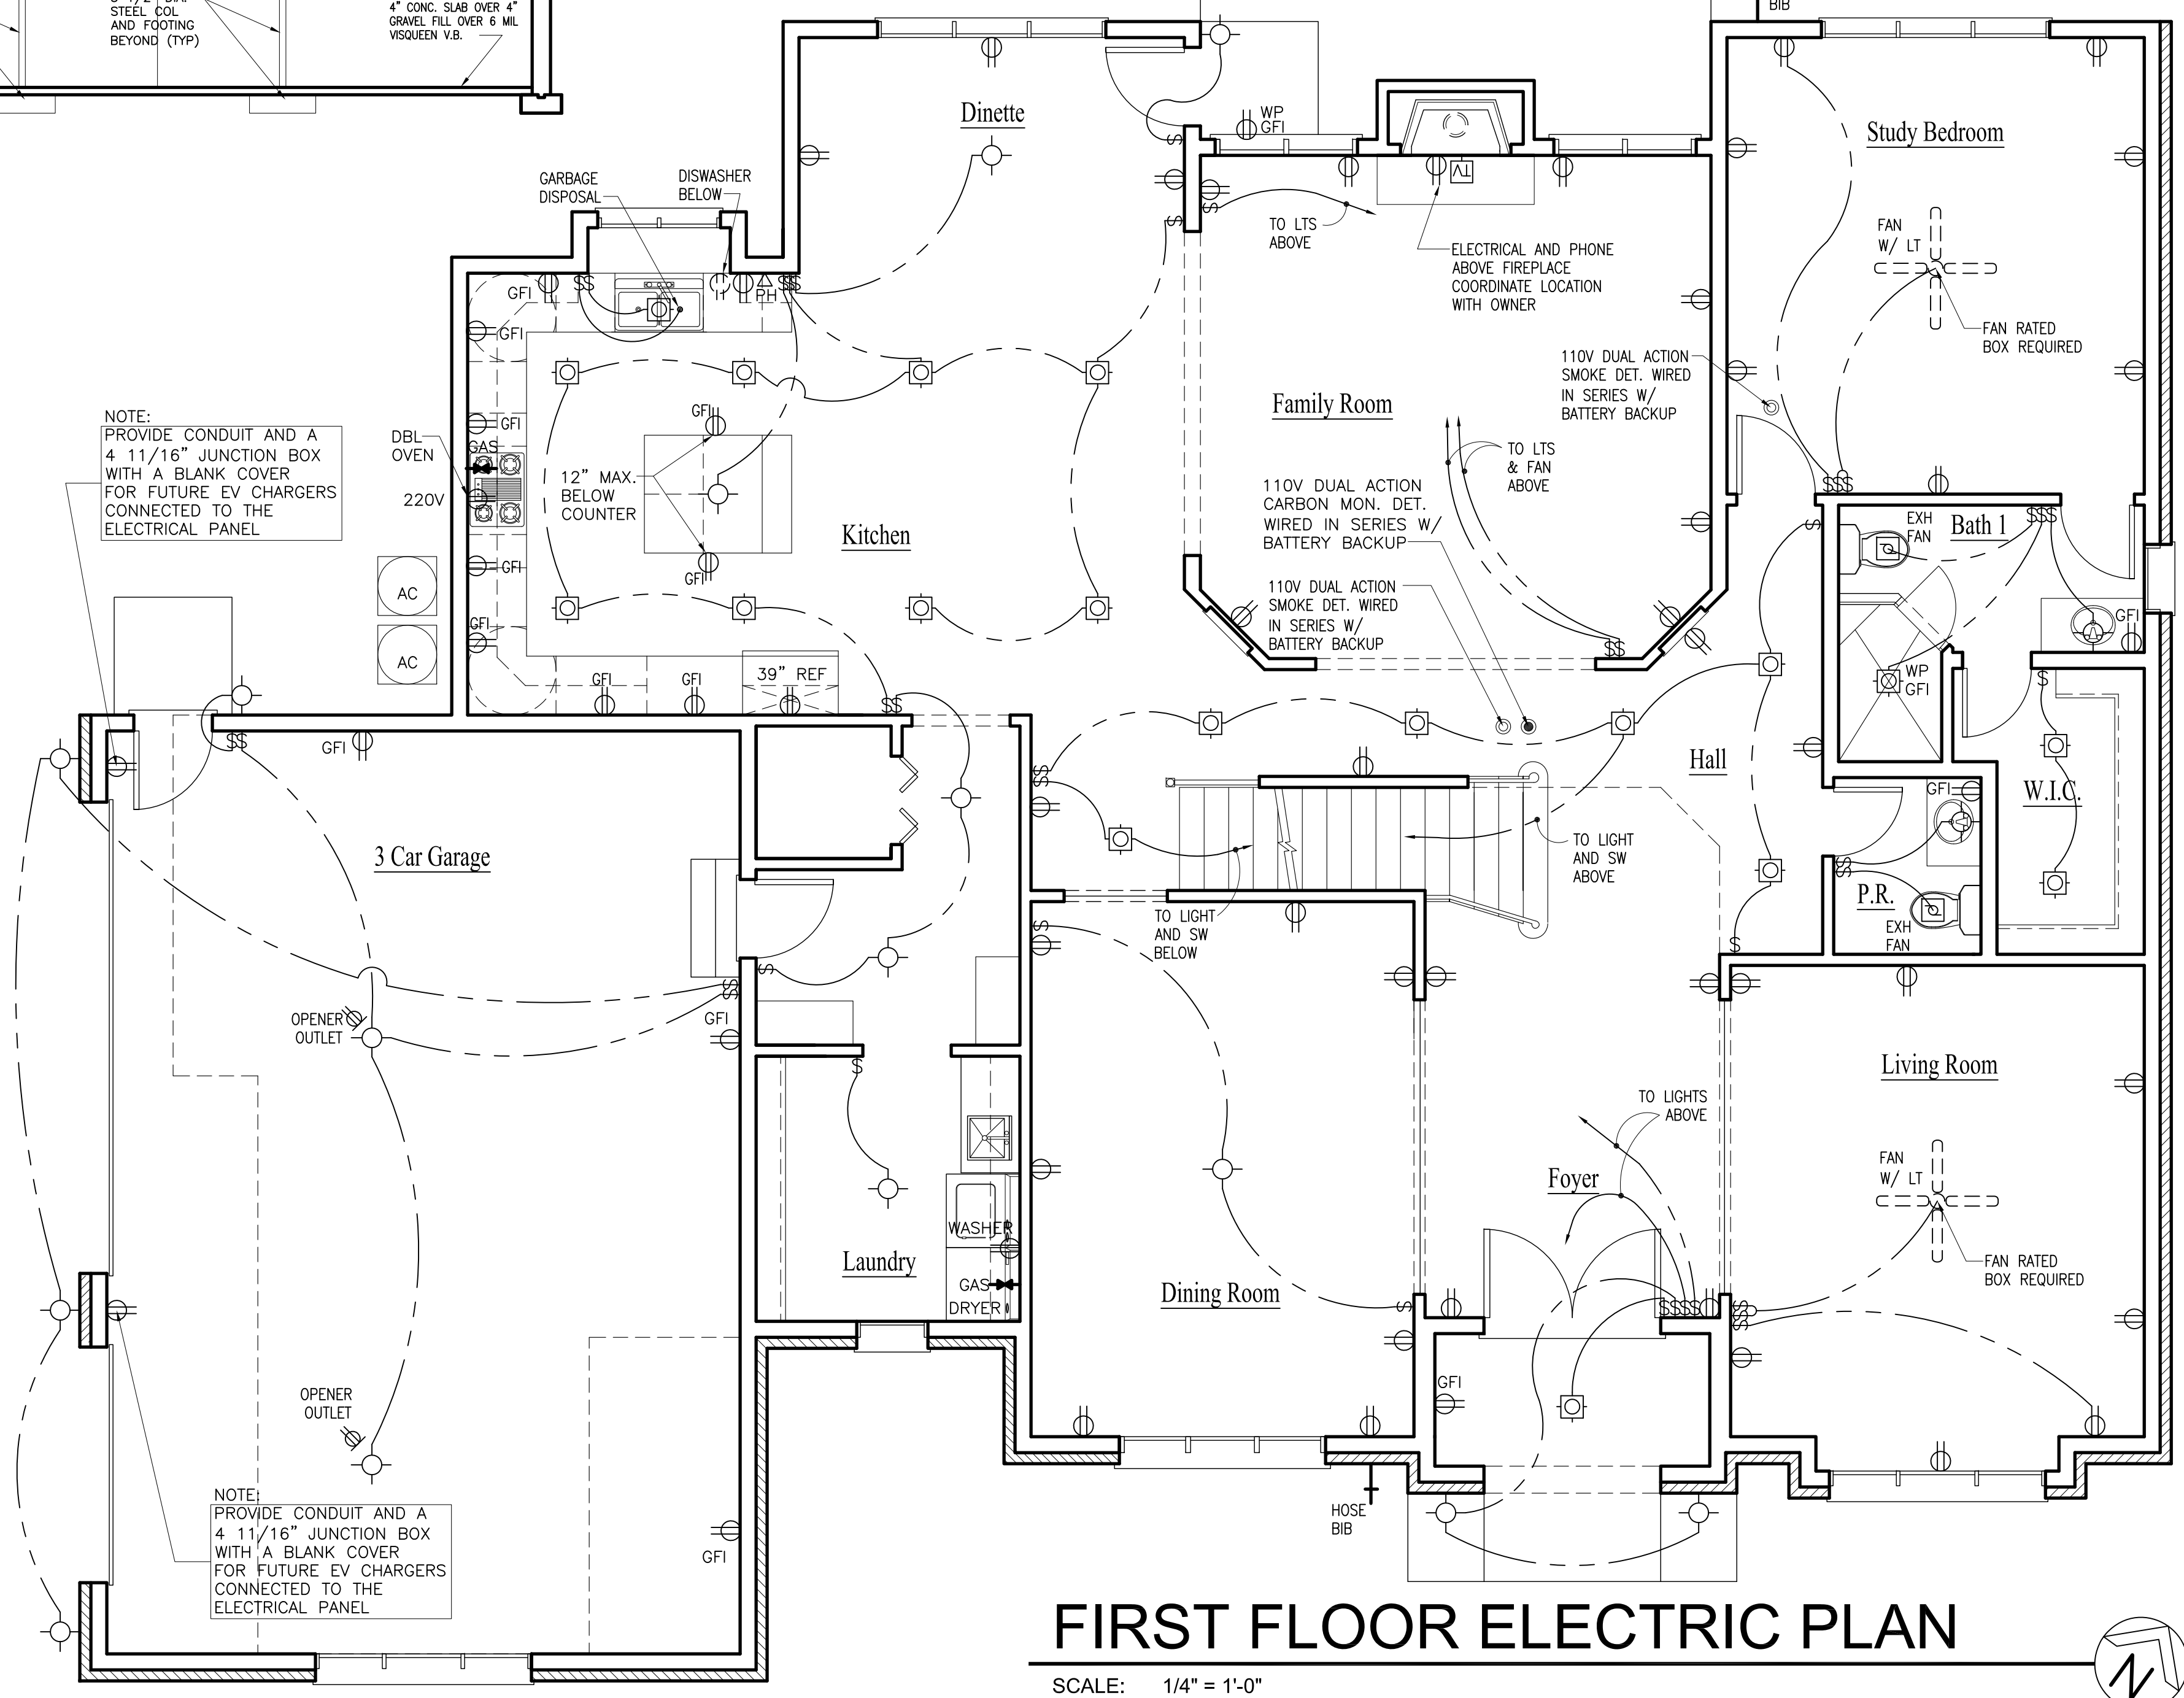 STEEL COL
AND FOOTING
BEYOND (TYP)
4" CONC. SLAB OVER 4"
GRAVEL FILL OVER 6 MIL
VISQUEEN V.B.
BIB
Dinette
WP
GFI
Study Bedroom
GARBAGE
DISPOSAL
DISWASHER
BELOW
TO LTS
ABOVE
TV
ELECTRICAL AND PHONE
ABOVE FIREPLACE
COORDINATE LOCATION
WITH OWNER
FAN
W/ LT
FAN RATED
BOX REQUIRED
GFI
$$
PH
$$
GFI
110V DUAL ACTION
SMOKE DET. WIRED
IN SERIES W/
BATTERY BACKUP
Family Room
NOTE:
PROVIDE CONDUIT AND A
4 11/16" JUNCTION BOX
WITH A BLANK COVER
FOR FUTURE EV CHARGERS
CONNECTED TO THE
ELECTRICAL PANEL
DBL
OVEN
GFI
GAS
220V
GFI
12" MAX.
BELOW
COUNTER
GFI
Kitchen
TO LTS
& FAN
ABOVE
110V DUAL ACTION
CARBON MON. DET.
WIRED IN SERIES W/
BATTERY BACKUP
$$$
EXH
FAN
Bath 1
$$$
AC
AC
GFI
GFI
110V DUAL ACTION
SMOKE DET. WIRED
IN SERIES W/
BATTERY BACKUP
$$
GFI
WP
GFI
GFI
GFI
39" REF
$$
$
GFI
$$
Hall
W.I.C.
GFI
3 Car Garage
TO LIGHT
AND SW
ABOVE
TO LIGHT
AND SW
BELOW
P.R.
EXH
FAN
$
OPENER
OUTLET
GFI
$
Living Room
TO LIGHTS
ABOVE
Foyer
FAN
W/ LT
FAN RATED
BOX REQUIRED
WASHER
GAS
DRYER
Laundry
Dining Room
$$$$
GFI
OPENER
OUTLET
NOTE:
PROVIDE CONDUIT AND A
4 11/16" JUNCTION BOX
WITH A BLANK COVER
FOR FUTURE EV CHARGERS
CONNECTED TO THE
ELECTRICAL PANEL
GFI
HOSE
BIB
FIRST FLOOR ELECTRIC PLAN
SCALE: 1/4" = 1'-0"
N